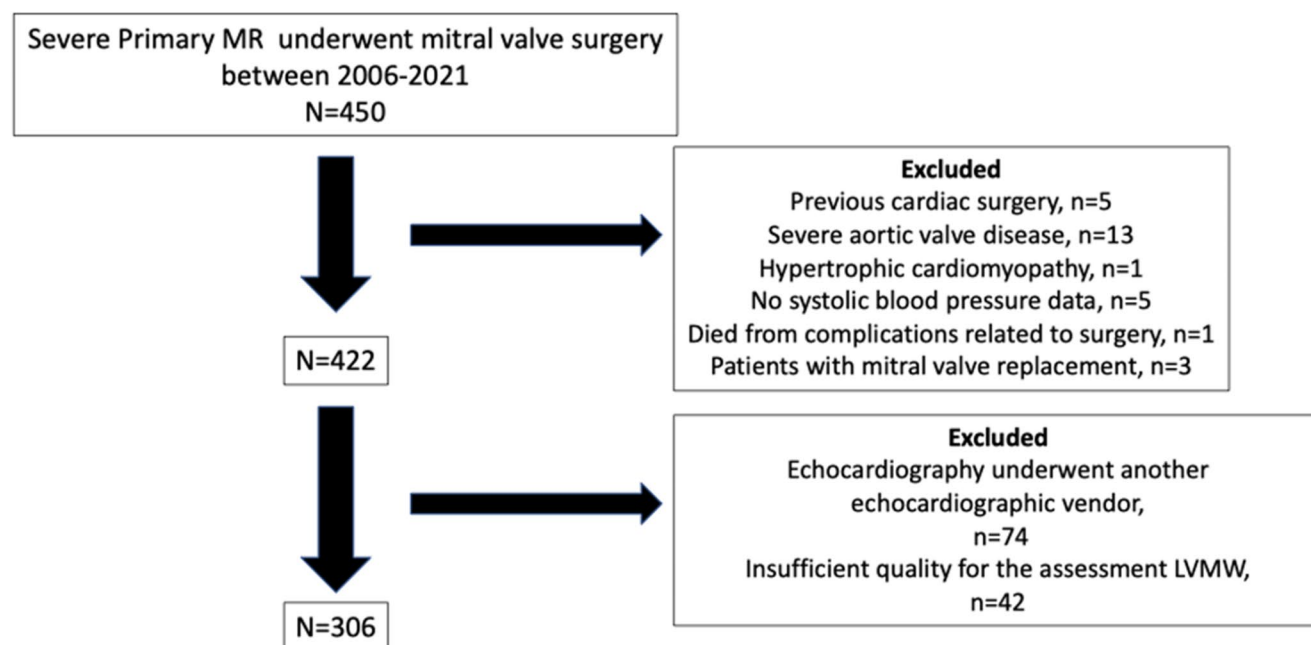 Severe Primary MR underwent mitral valve surgery
between 2006-2021
N=450
Excluded
Previous cardiac surgery, n=5
Severe aortic valve disease, n=13
Hypertrophic cardiomyopathy, n=1
No systolic blood pressure data, n=5
Died from complications related to surgery, n=1
Patients with mitral valve replacement, n=3
N=422
Excluded
Echocardiography underwent another
echocardiographic vendor,
n=74
Insufficient quality for the assessment LVMW,
n=42
N=306